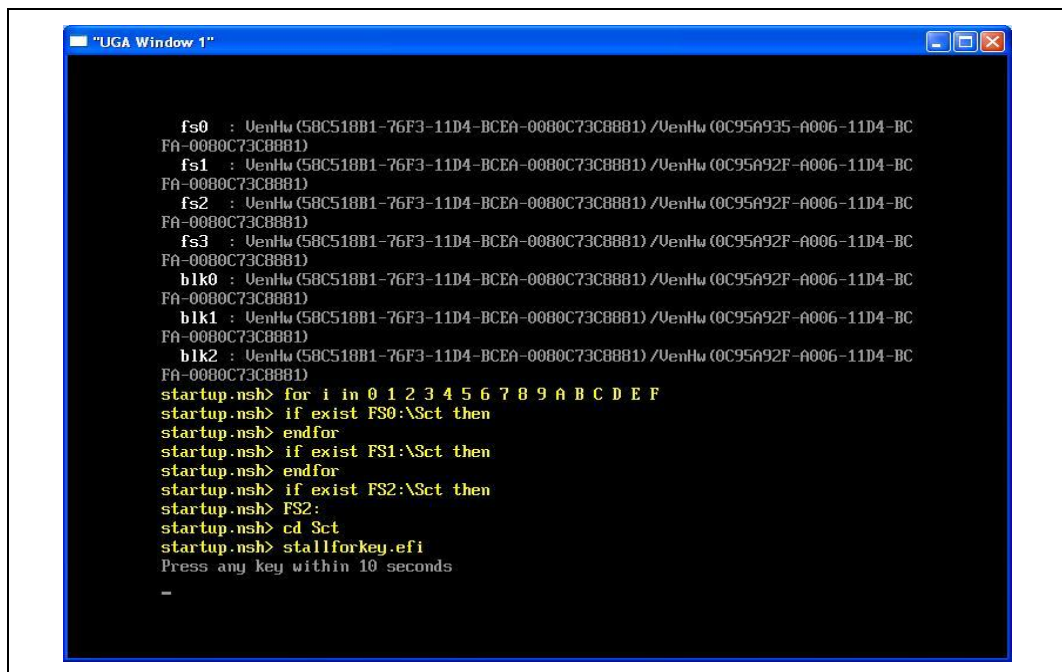 "UGA Window 1"
fs0 : VenHw(58C518B1-76F3-11D4-BCEA-0080C73C8881)/VenHw(0C95A935-A006-11D4-BC
FA-0080C73C8881)
fs1 : VenHw(58C518B1-76F3-11D4-BCEA-0080C73C8881)/VenHw(0C95A92F-A006-11D4-BC
FA-0080C73C8881)
fs2 : VenHw(58C518B1-76F3-11D4-BCEA-0080C73C8881)/VenHw(0C95A92F-A006-11D4-BC
FA-0080C73C8881)
fs3 : VenHw(58C518B1-76F3-11D4-BCEA-0080C73C8881)/VenHw(0C95A92F-A006-11D4-BC
FA-0080C73C8881)
blk0 : VenHw(58C518B1-76F3-11D4-BCEA-0080C73C8881)/VenHw(0C95A92F-A006-11D4-BC
FA-0080C73C8881)
blk1 : VenHw(58C518B1-76F3-11D4-BCEA-0080C73C8881)/VenHw(0C95A92F-A006-11D4-BC
FA-0080C73C8881)
blk2 : VenHw(58C518B1-76F3-11D4-BCEA-0080C73C8881)/VenHw(0C95A92F-A006-11D4-BC
FA-0080C73C8881)
startup.nsh> for i in 0 1 2 3 4 5 6 7 8 9 A B C D E F
startup.nsh> if exist FS0:\Sct then
startup.nsh> endfor
startup.nsh> if exist FS1:\Sct then
startup.nsh> endfor
startup.nsh> if exist FS2:\Sct then
startup.nsh> FS2:
startup.nsh> cd Sct
startup.nsh> stallforkey.efi
Press any key within 10 seconds
_